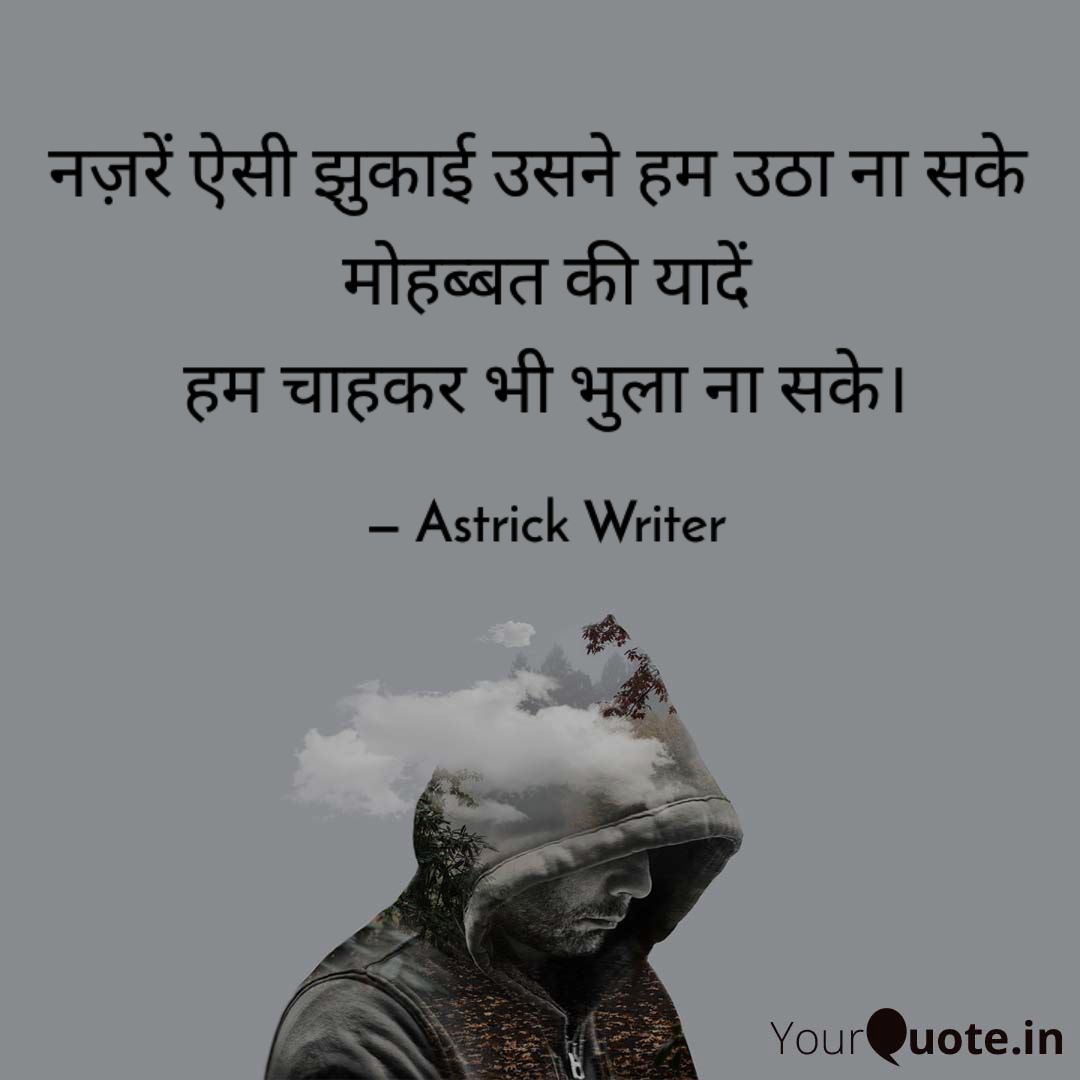 नज़रें ऐसी झुकाई उसने हम उठा ना सके
मोहब्बत की यादें
हम चाहकर भी भुला ना सके।
– Astrick Writer
YourQuote.in